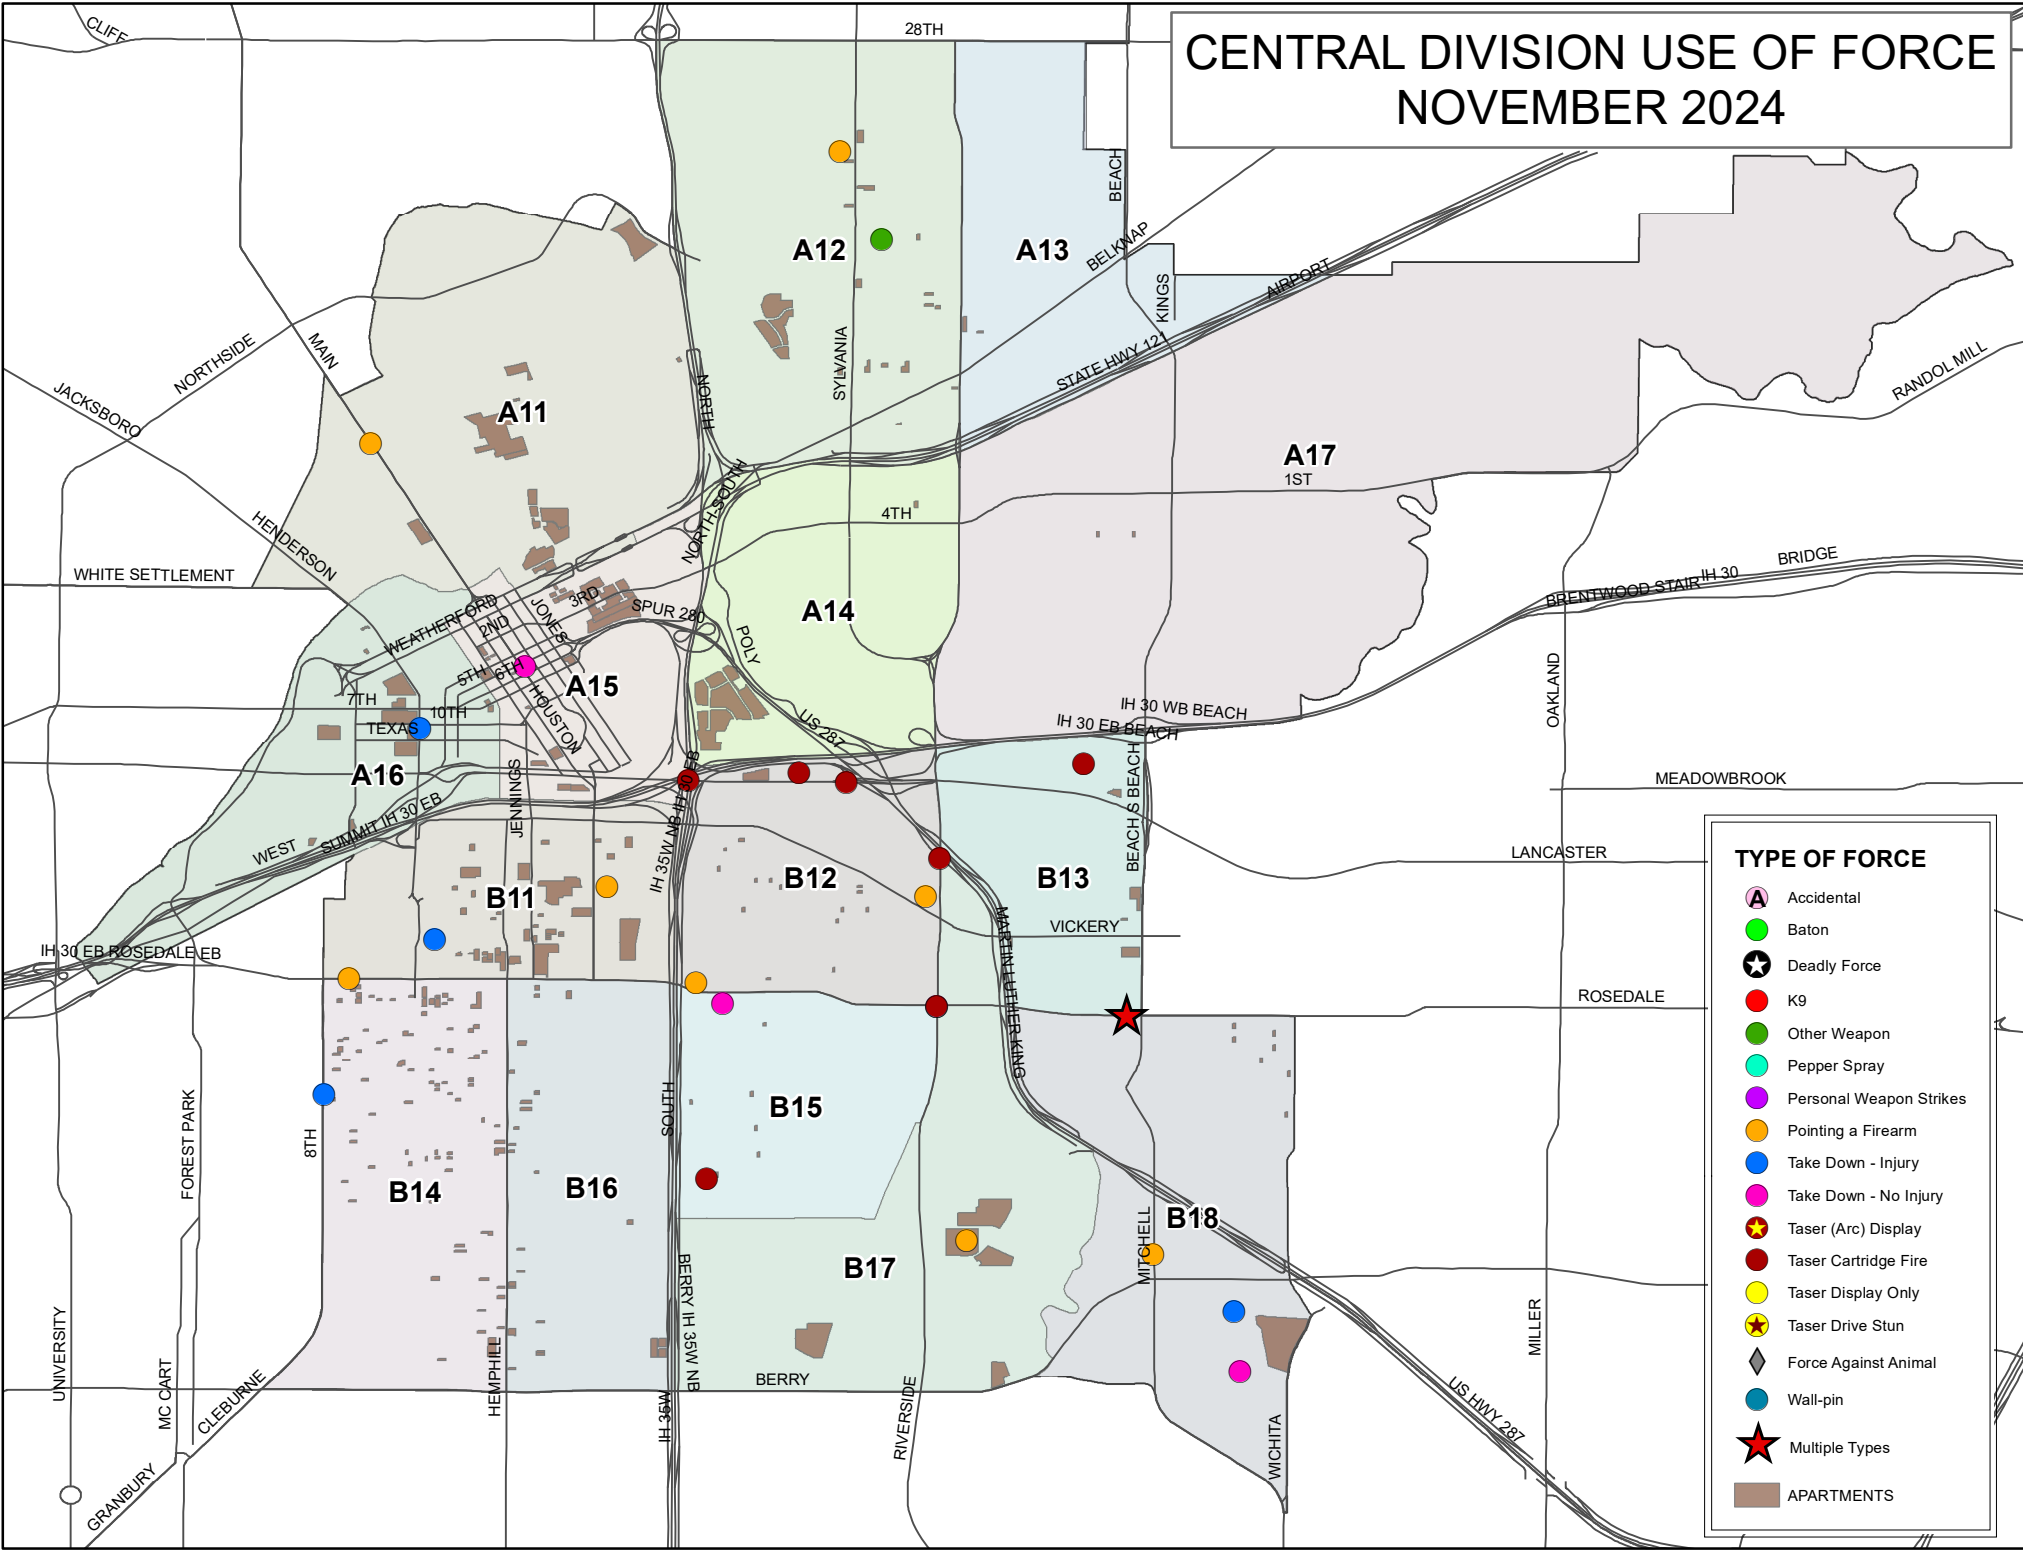 CENTRAL DIVISION USE OF FORCE
NOVEMBER 2024
CLIFF
28TH
BEACH
BELKNAP
A12
A13
KINGS
AIRPORT
STATE HWY 121
NORTHSIDE
MAIN
JACKSBORO
SYLVANIA
NORTH
RANDOL MILL
A11
A17
1ST
NORTH-SOUTH
4TH
HENDERSON
WHITE SETTLEMENT
BRIDGE
IH 30
BRENTWOOD STAIR
WEATHERFORD
JONES
3RD
SPUR 280
2ND
A14
POLY
5TH
6TH
A15
HOUSTON
7TH
10TH
TEXAS
OAKLAND
IH 30 WB BEACH
IH 30 EB BEACH
US 287
A16
MEADOWBROOK
JENNINGS
IH 35W NB IH 30 EB
BEACH S BEACH
SUMMIT IH 30 EB
WEST
LANCASTER
B11
B12
B13
VICKERY
IH 30 EB ROSEDALE EB
MARTIN LUTHER KING
ROSEDALE
SOUTH
B15
FOREST PARK
8TH
B14
B16
B18
MITCHELL
B17
BERRY IH 35W NB
UNIVERSITY
MC CART
CLEBURNE
HEMPHILL
BERRY
IH 35W
RIVERSIDE
WICHITA
MILLER
US HWY 287
GRANBURY
TYPE OF FORCE
A Accidental
Baton
Deadly Force
K9
Other Weapon
Pepper Spray
Personal Weapon Strikes
Pointing a Firearm
Take Down - Injury
Take Down - No Injury
Taser (Arc) Display
Taser Cartridge Fire
Taser Display Only
Taser Drive Stun
Force Against Animal
Wall-pin
Multiple Types
APARTMENTS